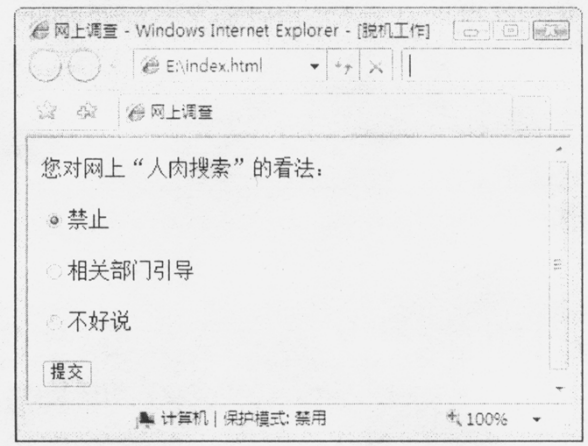 网上调查 - Windows Internet Explorer - [脱机工作]
E:\index.html
网上调查
您对网上“人肉搜索”的看法：
禁止
相关部门引导
不好说
提交
计算机 | 保护模式: 禁用
100%